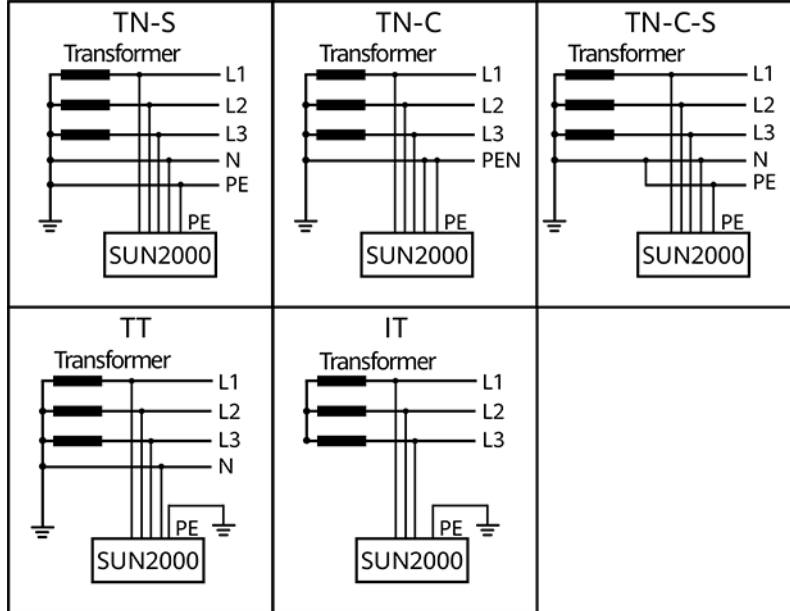 TN-S
Transformer
L1
L2
L3
N
PE
PE
SUN2000
TN-C
Transformer
L1
L2
L3
PEN
PE
SUN2000
TN-C-S
Transformer
L1
L2
L3
N
PE
PE
SUN2000
TT
Transformer
L1
L2
L3
N
PE
SUN2000
IT
Transformer
L1
L2
L3
PE
SUN2000